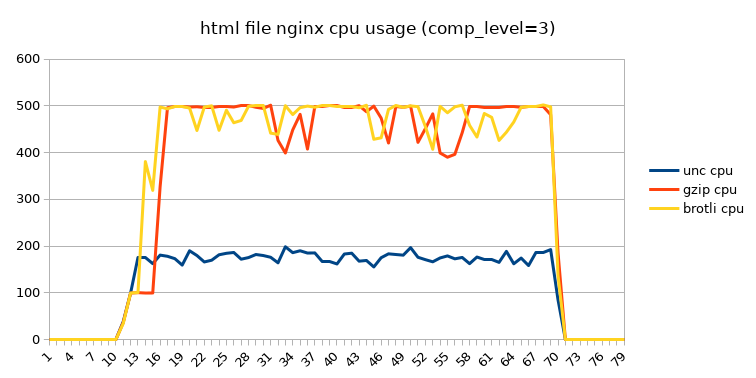 html file nginx cpu usage (comp_level=3)
600
500
400
300
200
100
0
unc cpu
gzip cpu
brotli cpu
1 4 7 10 13 16 19 22 25 28 31 34 37 40 43 46 49 52 55 58 61 64 67 70 73 76 79